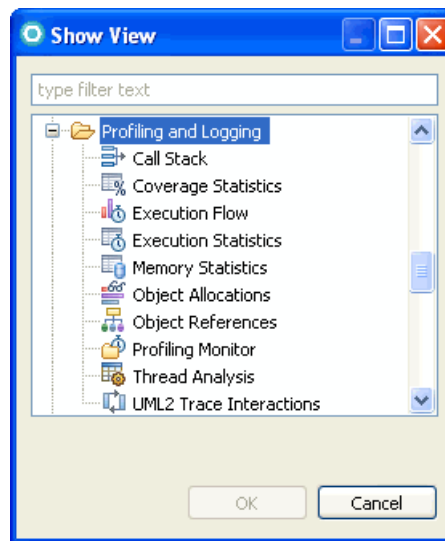 Show View
type filter text
Profiling and Logging
Call Stack
Coverage Statistics
Execution Flow
Execution Statistics
Memory Statistics
Object Allocations
Object References
Profiling Monitor
Thread Analysis
UML2 Trace Interactions
OK Cancel